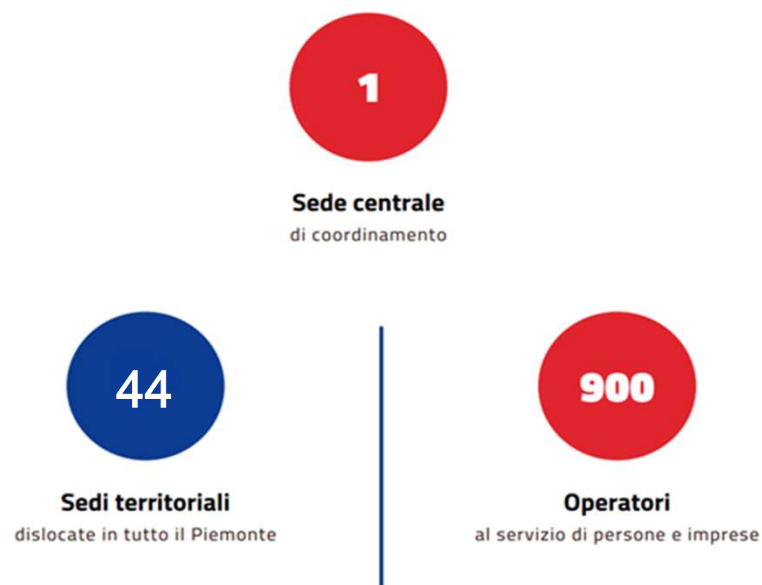 1
Sede centrale
di coordinamento
44
Sedi territoriali
dislocate in tutto il Piemonte
900
Operatori
al servizio di persone e imprese